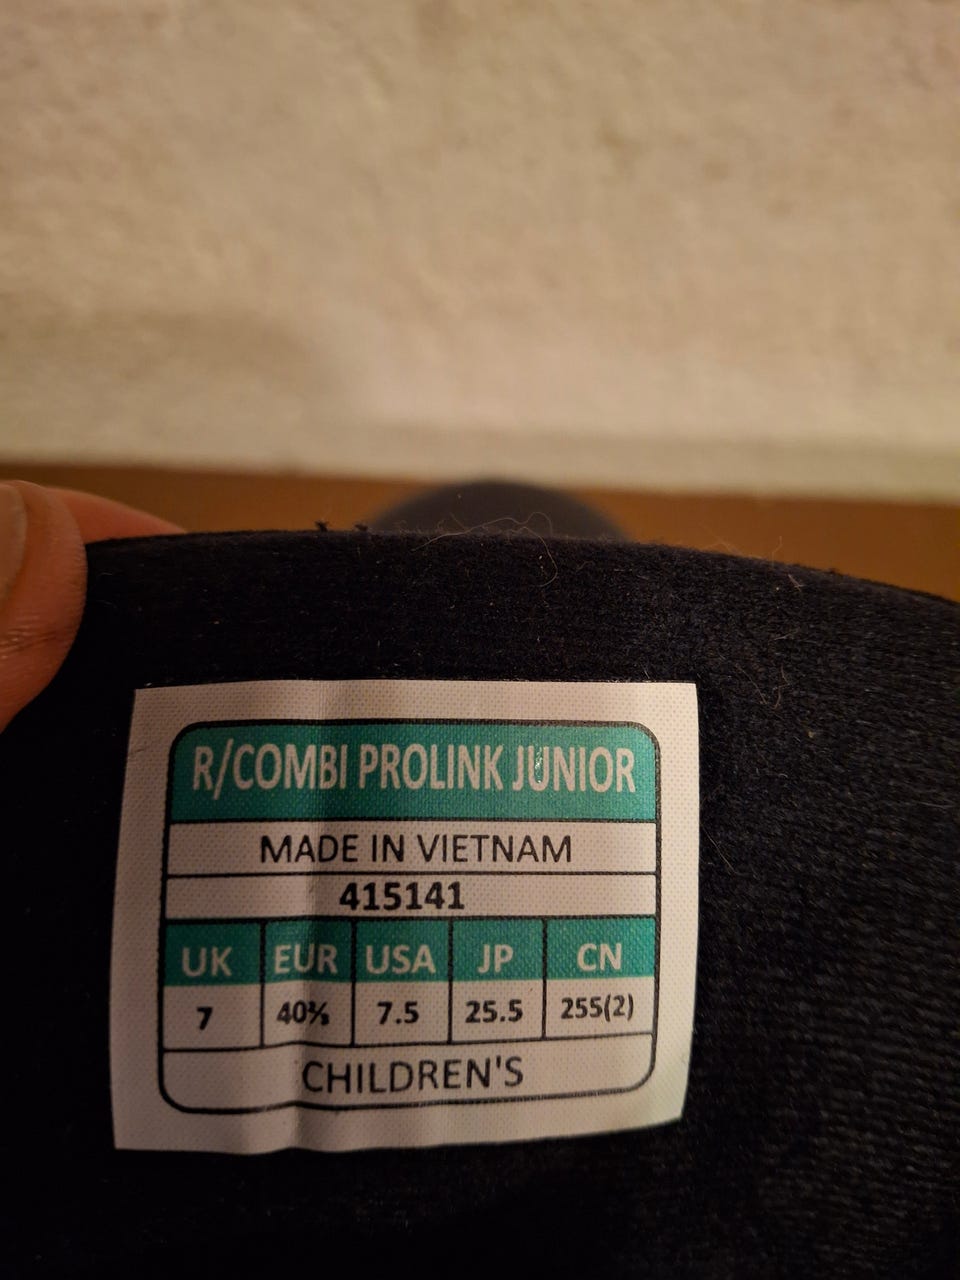 R/COMBI PROLINK JUNIOR
MADE IN VIETNAM
415141
UK EUR USA JP CN
7 40⅔ 7.5 25.5 255(2)
CHILDREN'S